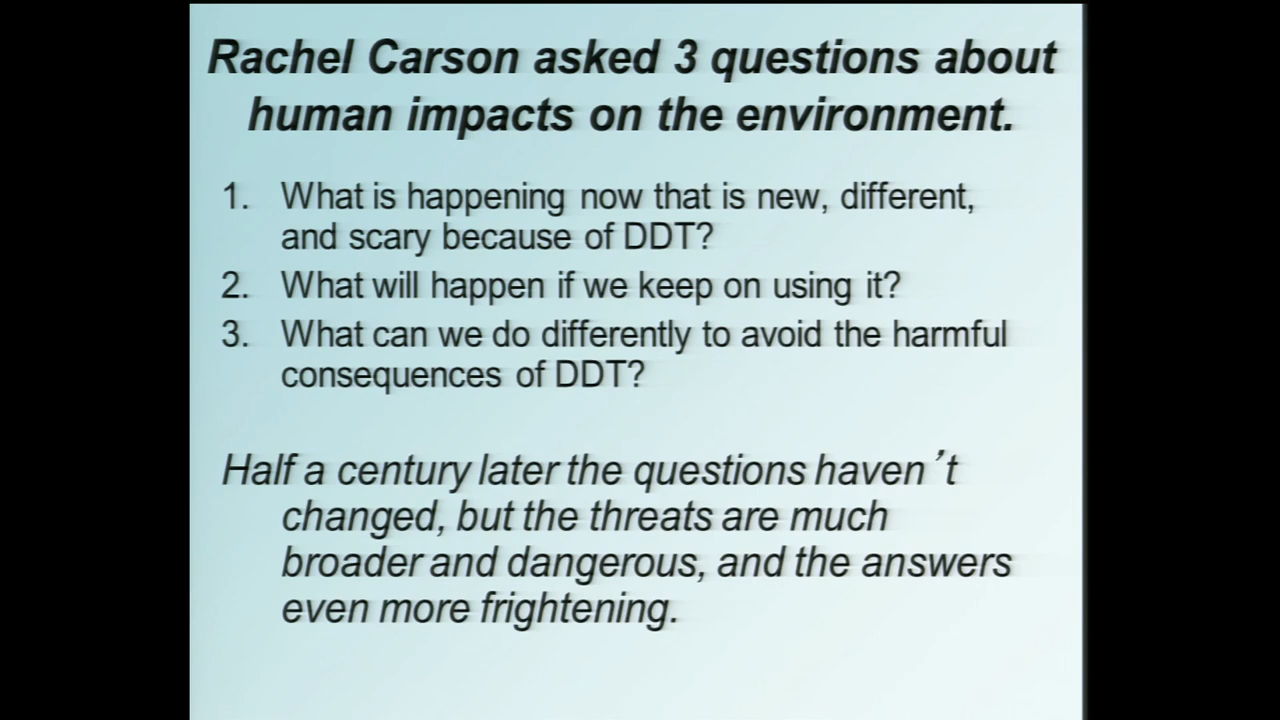 Rachel Carson asked 3 questions about
human impacts on the environment.
1. What is happening now that is new, different,
and scary because of DDT?
2. What will happen if we keep on using it?
3. What can we do differently to avoid the harmful
consequences of DDT?
Half a century later the questions haven’t
changed, but the threats are much
broader and dangerous, and the answers
even more frightening.